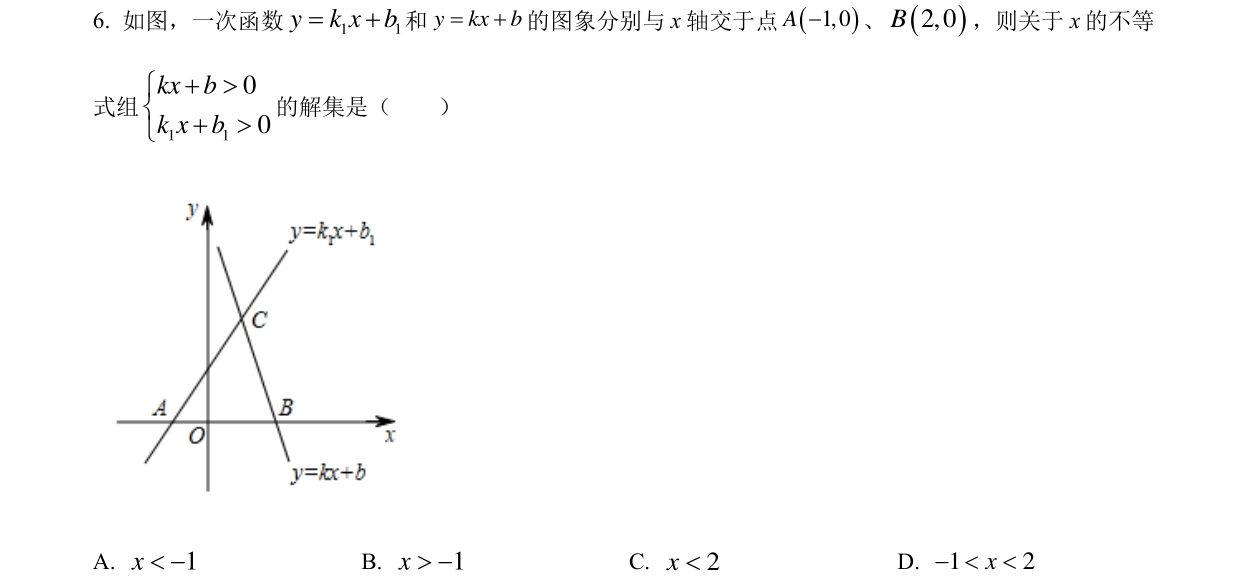 6. 如图，一次函数 y = k₁x + b₁ 和 y = kx + b 的图象分别与 x 轴交于点 A(−1,0)、B(2,0)，则关于 x 的不等
式组 { kx + b > 0
k₁x + b₁ > 0 的解集是（　　）
y
y=k₁x+b₁
C
A
B
O
x
y=kx+b
A. x < −1 B. x > −1 C. x < 2 D. −1 < x < 2